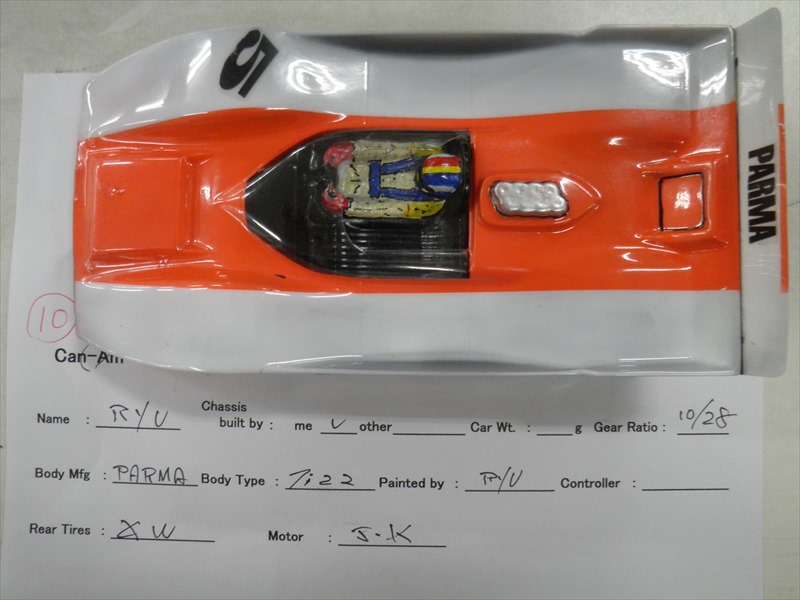 5
PARMA
10
Can-Am
Name : RYU Chassis built by : me ✓ other Car Wt. : g Gear Ratio : 10/28
Body Mfg : PARMA Body Type : Ti22 Painted by : RYU Controller :
Rear Tires : XW Motor : J-K